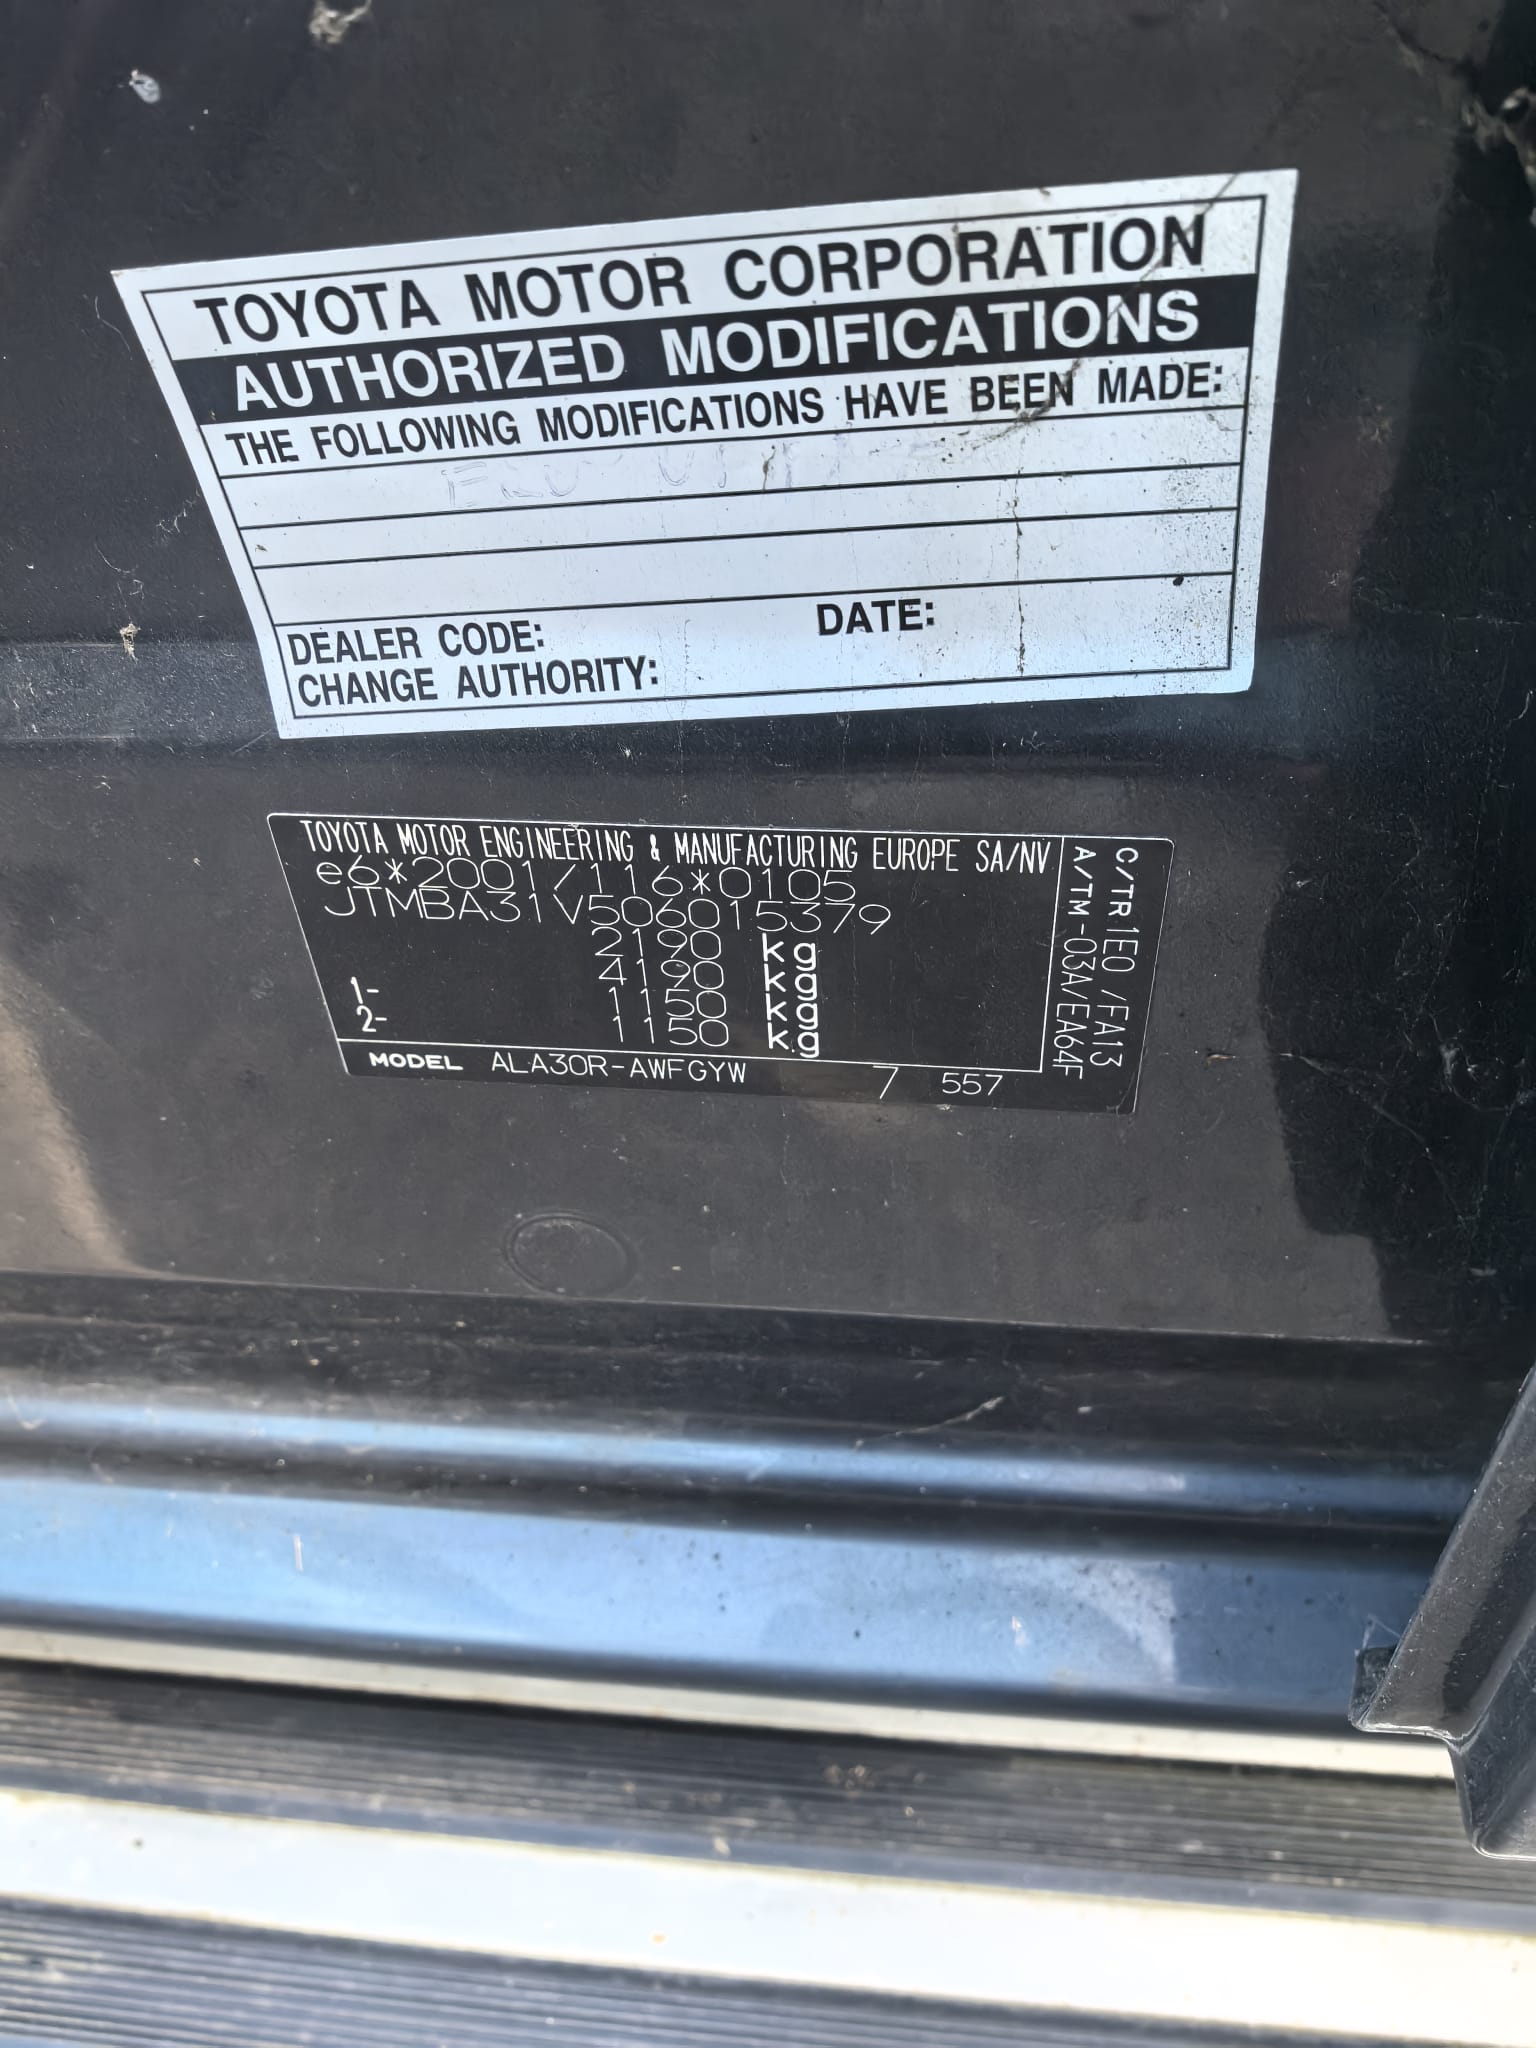 TOYOTA MOTOR CORPORATION
AUTHORIZED MODIFICATIONS
THE FOLLOWING MODIFICATIONS HAVE BEEN MADE:
DEALER CODE: DATE:
CHANGE AUTHORITY:
TOYOTA MOTOR ENGINEERING & MANUFACTURING EUROPE SA/NV
e6*2001/116*0105
JTMBA31V506015379
2190 kg
4190 kg
1- 1150 kg
2- 1150 kg
MODEL ALA30R-AWFGYW 7 557
C/TR 1E0 /FA13
A/TM -03A/EA64F